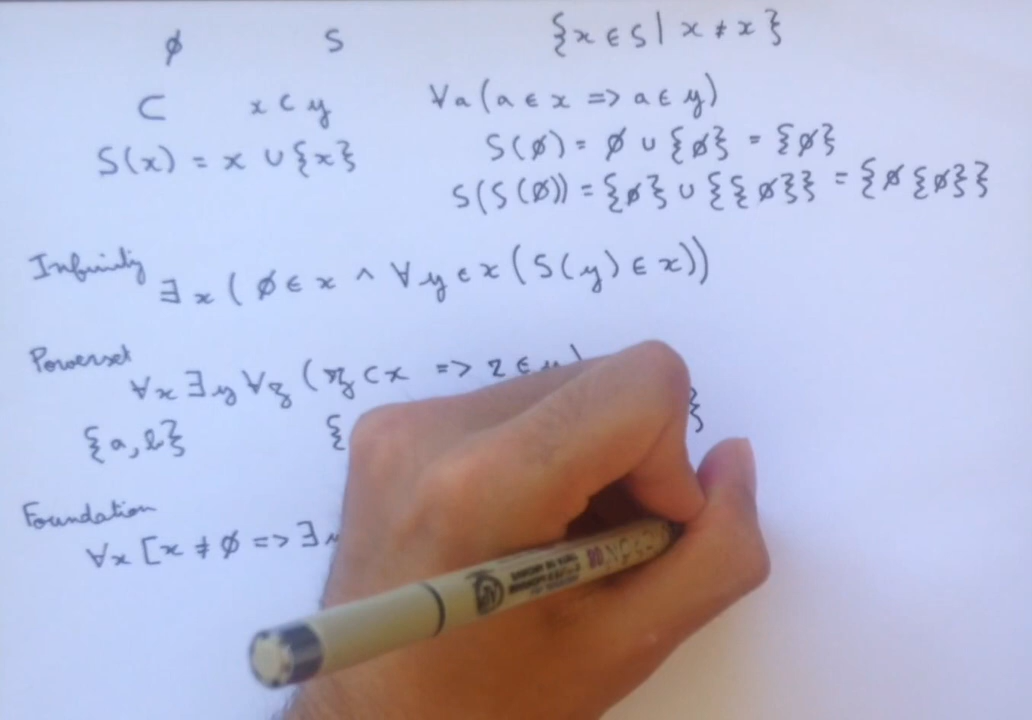 ∅ S {x ∈ S | x ≠ x}
⊂ x ⊂ y ∀a(a ∈ x => a ∈ y)
S(x) = x ∪ {x} S(∅) = ∅ ∪ {∅} = {∅}
S(S(∅)) = {∅} ∪ {{∅}} = {∅ {∅}}
Infinity
∃x(∅ ∈ x ∧ ∀y ∈ x(S(y) ∈ x))
Powerset
∀x ∃y ∀z (z ⊂ x => z ∈ y)
{a, b} { }
Foundation
∀x [x ≠ ∅ => ∃